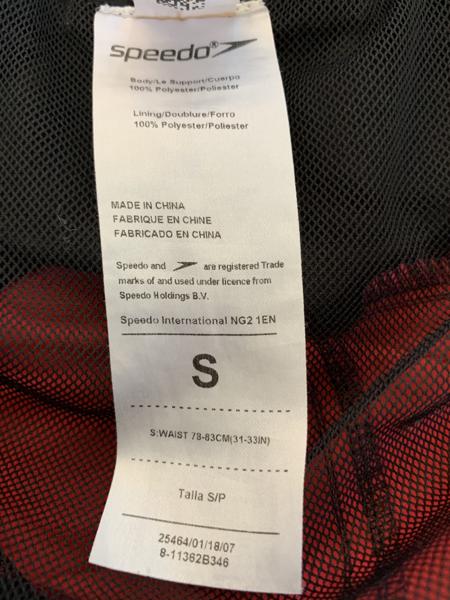 speedo®
Body/Le Support/Cuerpo
100% Polyester/Poliester
Lining/Doublure/Forro
100% Polyester/Poliester
MADE IN CHINA
FABRIQUE EN CHINE
FABRICADO EN CHINA
Speedo and are registered Trade
marks of and used under licence from
Speedo Holdings B.V.
Speedo International NG2 1EN
S
S:WAIST 78-83CM(31-33IN)
Talla S/P
25464/01/18/07
8-11362B346